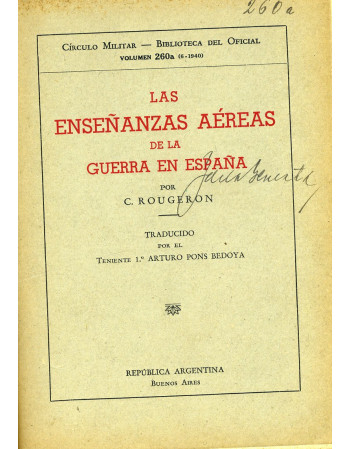 260a
Círculo Militar — Biblioteca del Oficial
VOLUMEN 260a (6-1940)
LAS
ENSEÑANZAS AÉREAS
DE LA
GUERRA EN ESPAÑA
POR
C. ROUGERON
TRADUCIDO
POR EL
Teniente 1.º ARTURO PONS BEDOYA
REPÚBLICA ARGENTINA
Buenos Aires